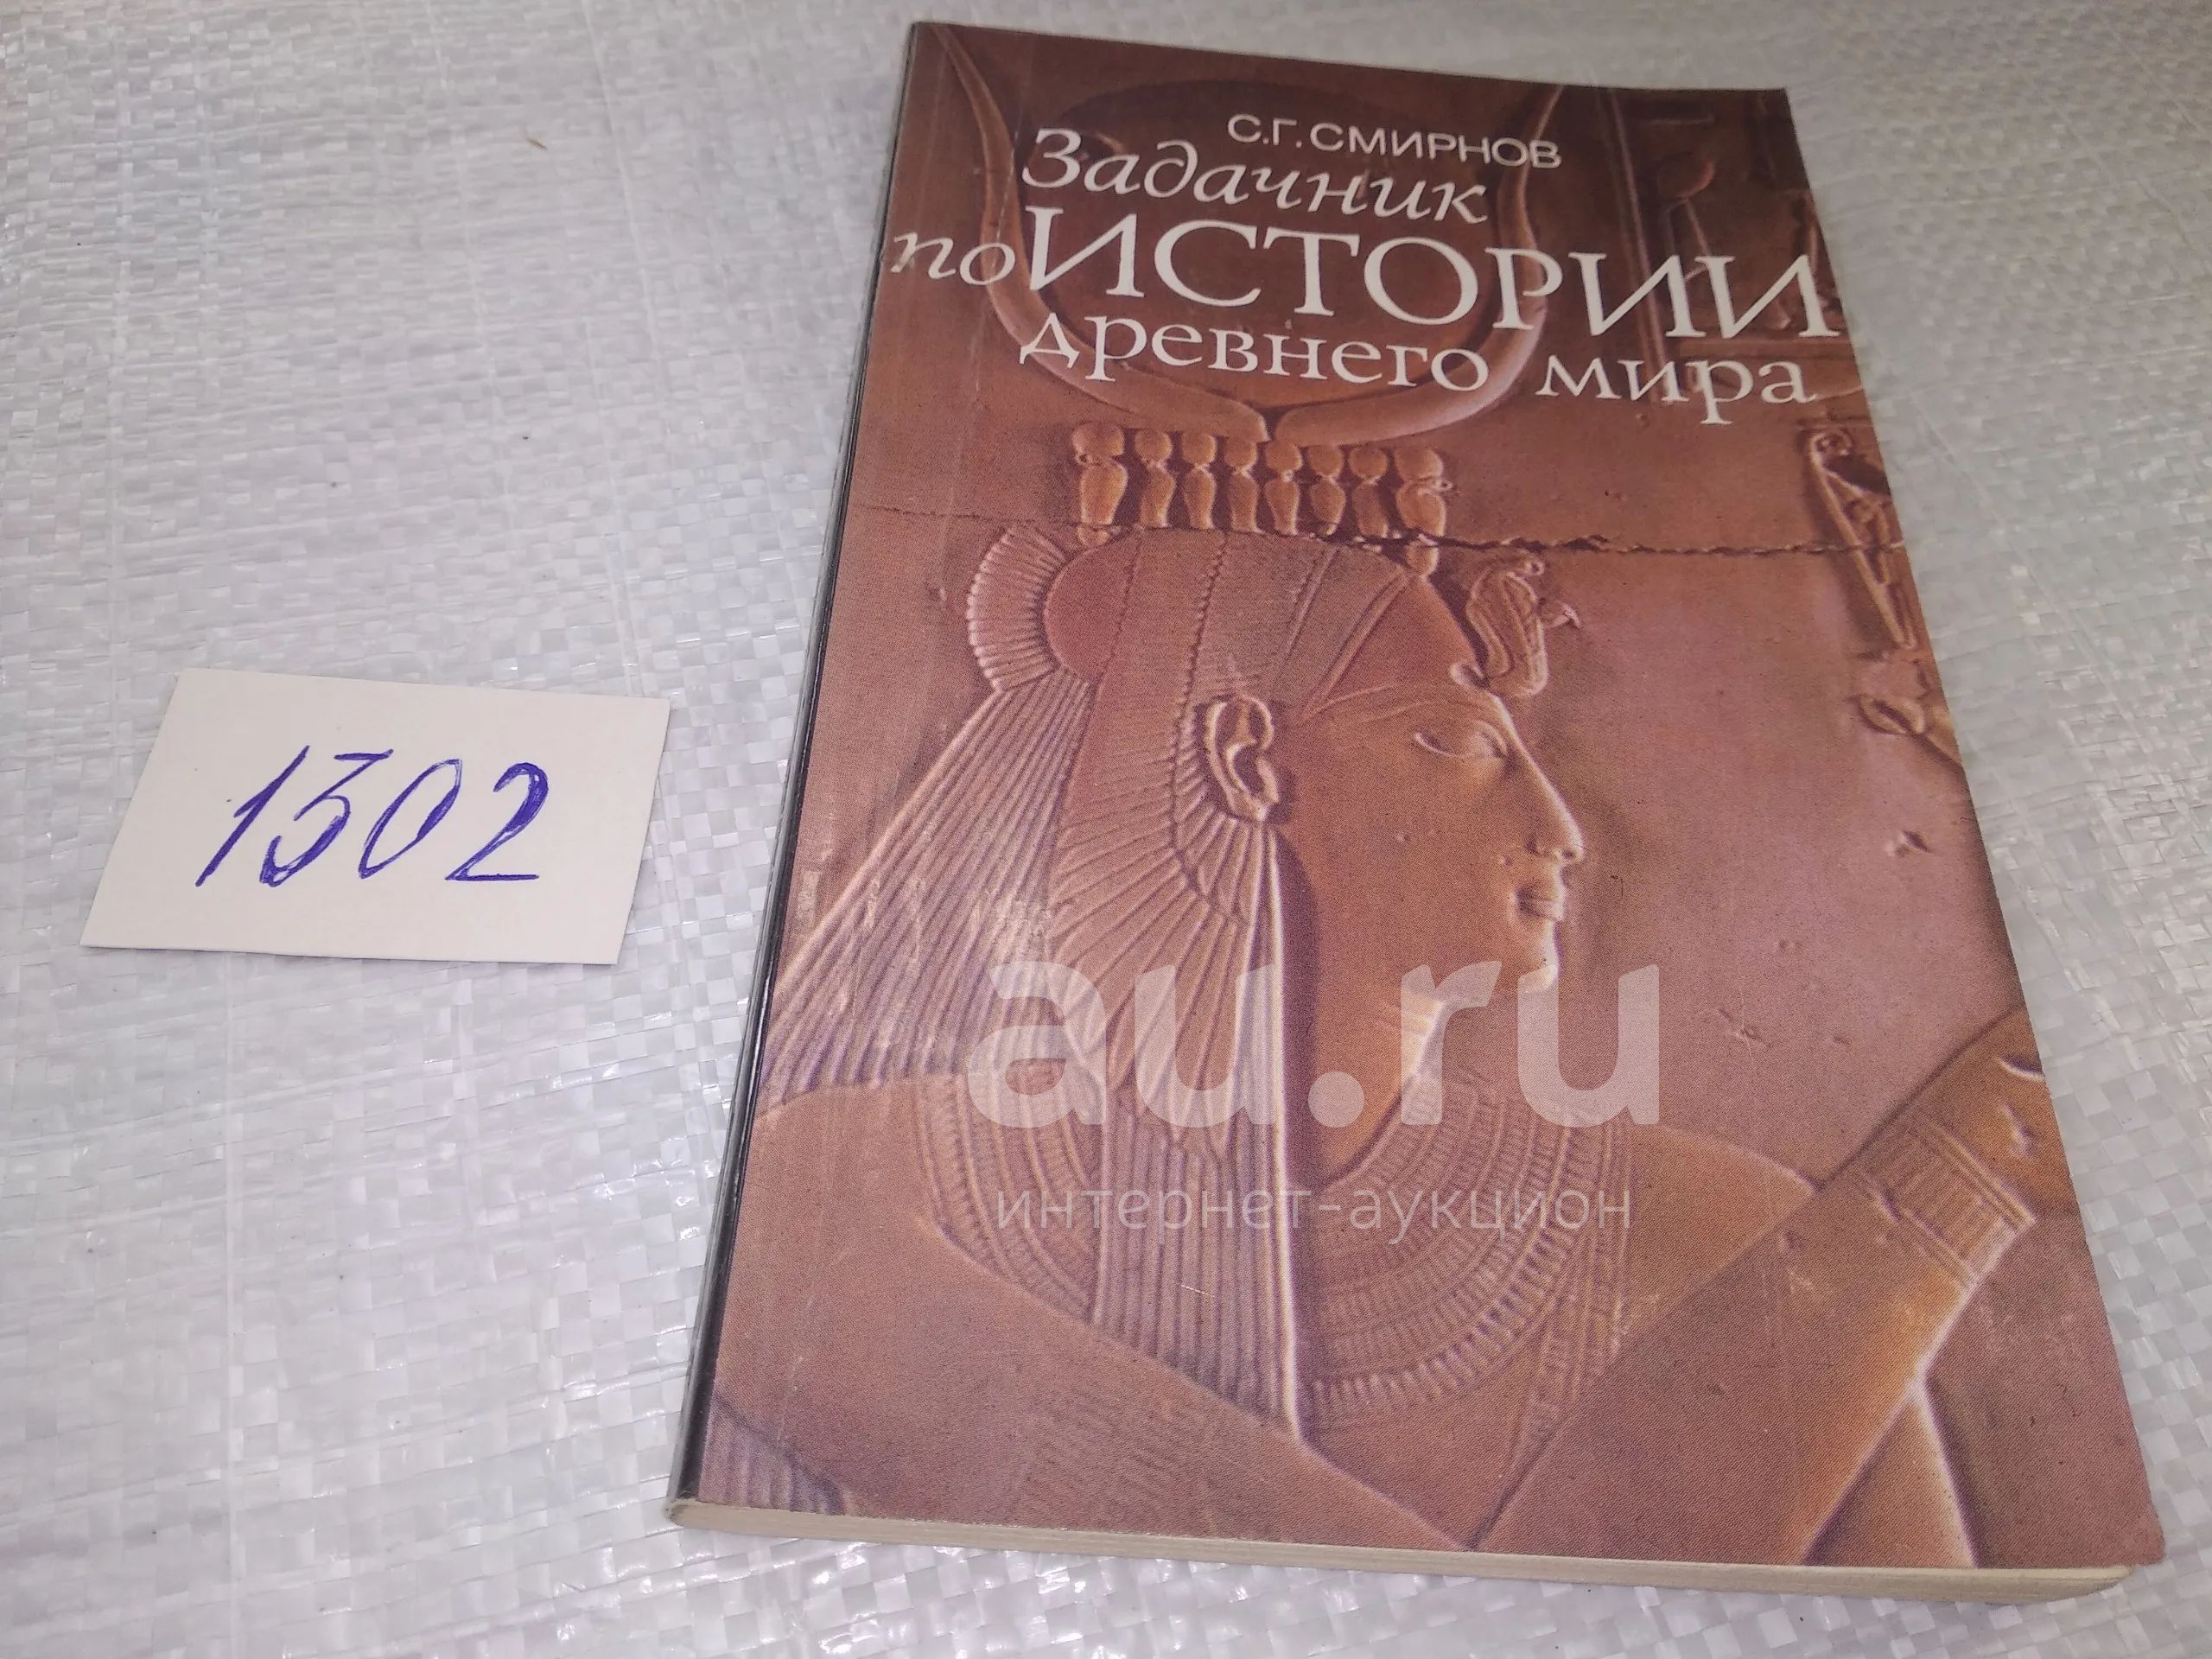 С.Г.СМИРНОВ
Задачник
по ИСТОРИИ
древнего мира
1302
au.ru
интернет-аукцион